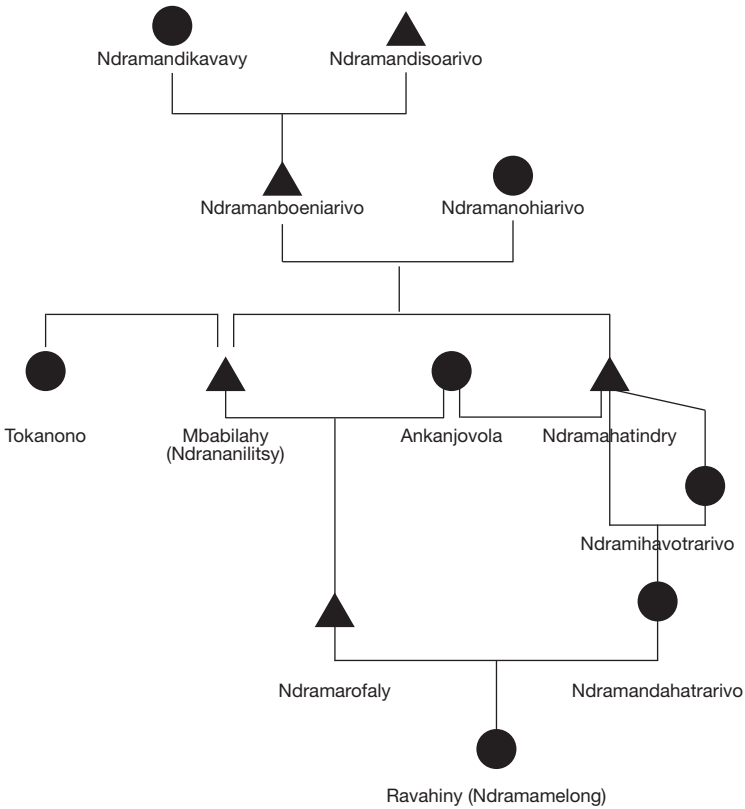 Ndramandikavavy
Ndramandisoarivo
Ndramanboeniarivo
Ndramanohiarivo
Tokanono
Mbabilahy
(Ndrananilitsy)
Ankanjovola
Ndramahatindry
Ndramihavotrarivo
Ndramarofaly
Ndramandahatrarivo
Ravahiny (Ndramamelong)